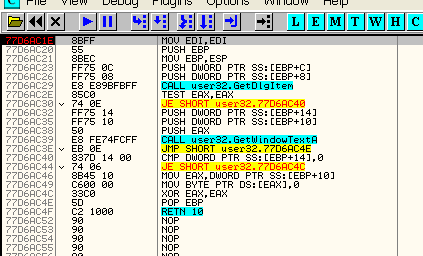 C File View Debug Plugins Options Window Help
L E M T W H C
77D6AC1E 8BFF MOV EDI,EDI
77D6AC20 55 PUSH EBP
77D6AC21 8BEC MOV EBP,ESP
77D6AC23 FF75 0C PUSH DWORD PTR SS:[EBP+C]
77D6AC26 FF75 08 PUSH DWORD PTR SS:[EBP+8]
77D6AC29 E8 E89BFBFF CALL user32.GetDlgItem
77D6AC2E 85C0 TEST EAX,EAX
77D6AC30 74 0E JE SHORT user32.77D6AC40
77D6AC32 FF75 14 PUSH DWORD PTR SS:[EBP+14]
77D6AC35 FF75 10 PUSH DWORD PTR SS:[EBP+10]
77D6AC38 50 PUSH EAX
77D6AC39 E8 FE74FCFF CALL user32.GetWindowTextA
77D6AC3E EB 0E JMP SHORT user32.77D6AC4E
77D6AC40 837D 14 00 CMP DWORD PTR SS:[EBP+14],0
77D6AC44 74 06 JE SHORT user32.77D6AC4C
77D6AC46 8B45 10 MOV EAX,DWORD PTR SS:[EBP+10]
77D6AC49 C600 00 MOV BYTE PTR DS:[EAX],0
77D6AC4C 33C0 XOR EAX,EAX
77D6AC4E 5D POP EBP
77D6AC4F C2 1000 RETN 10
77D6AC52 90 NOP
77D6AC53 90 NOP
77D6AC54 90 NOP
77D6AC55 90 NOP